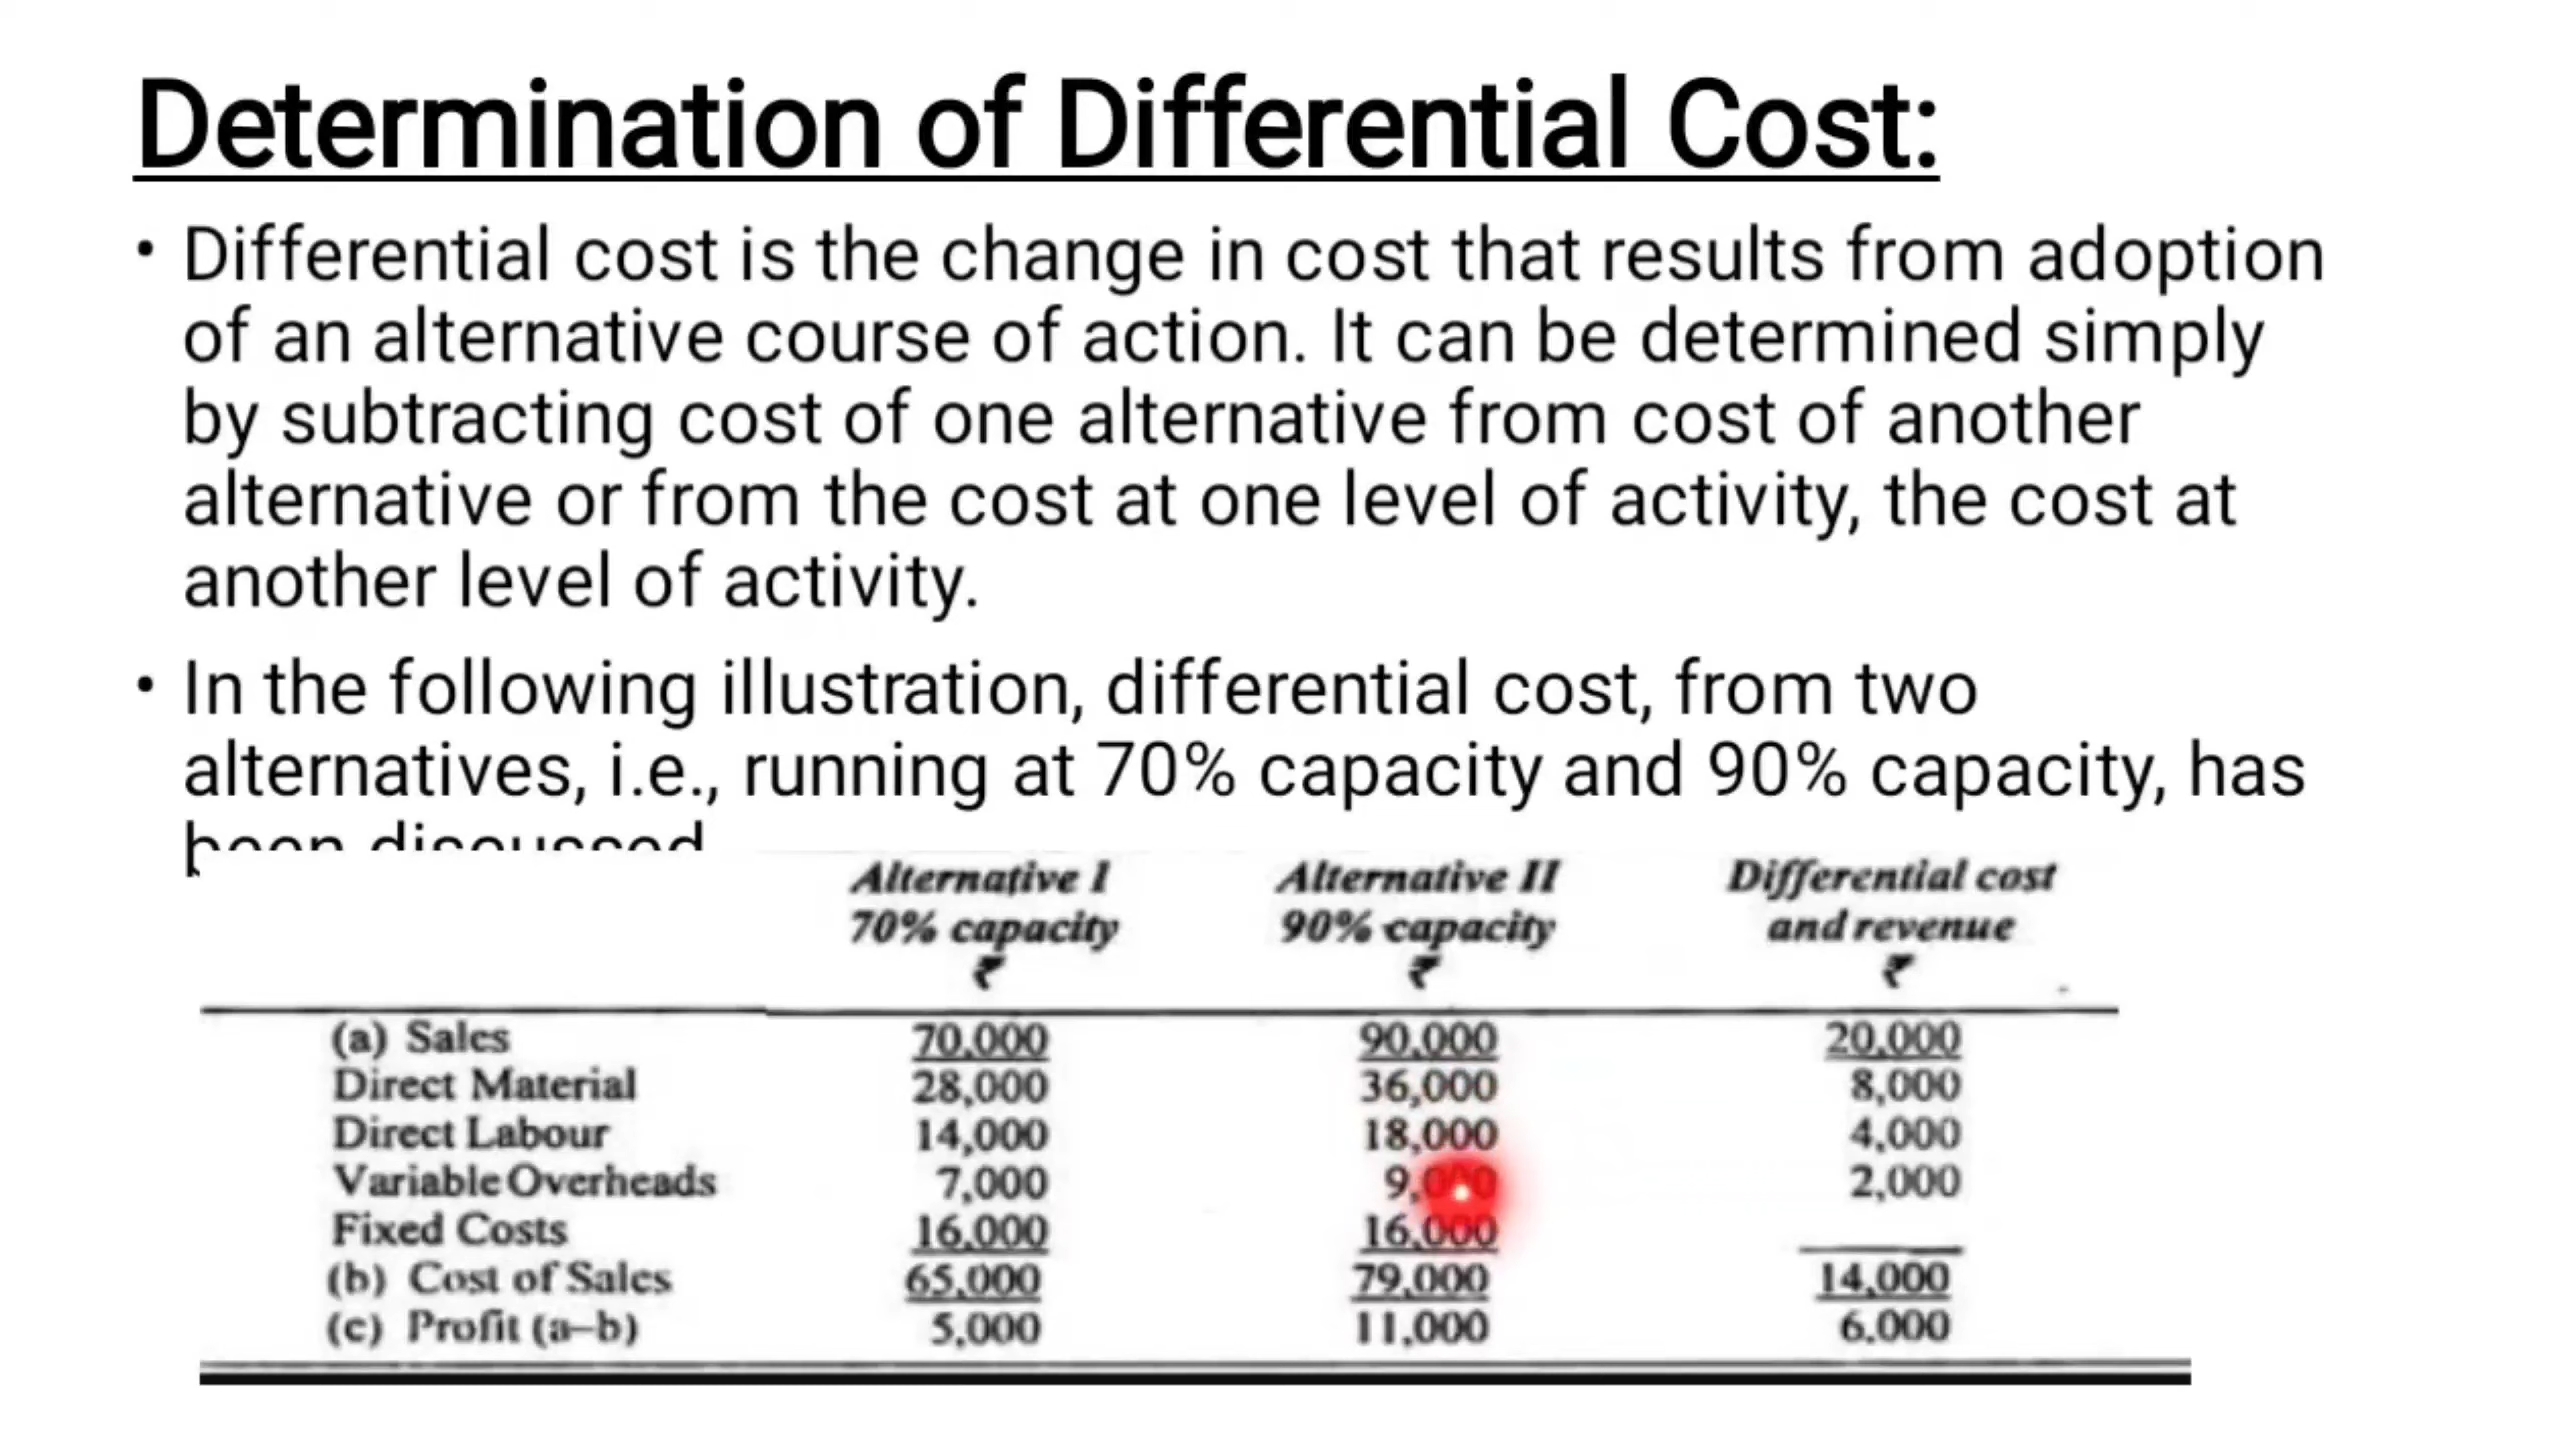 Determination of Differential Cost:
• Differential cost is the change in cost that results from adoption
of an alternative course of action. It can be determined simply
by subtracting cost of one alternative from cost of another
alternative or from the cost at one level of activity, the cost at
another level of activity.
• In the following illustration, differential cost, from two
alternatives, i.e., running at 70% capacity and 90% capacity, has
been discussed
Alternative I Alternative II Differential cost
70% capacity 90% capacity and revenue
₹ ₹ ₹
(a) Sales 70,000 90,000 20,000
Direct Material 28,000 36,000 8,000
Direct Labour 14,000 18,000 4,000
Variable Overheads 7,000 9,000 2,000
Fixed Costs 16,000 16,000
(b) Cost of Sales 65,000 79,000 14,000
(c) Profit (a–b) 5,000 11,000 6,000